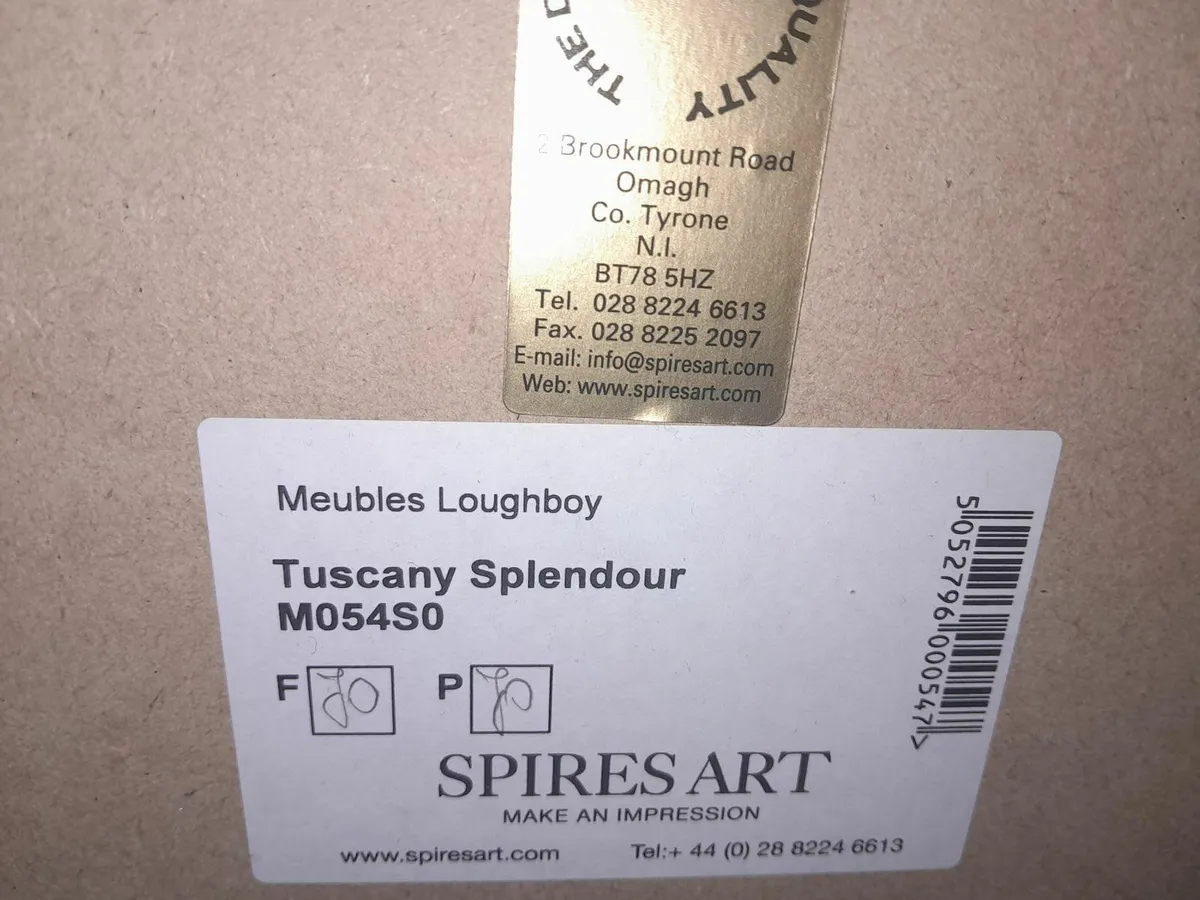 THE
QUALITY
2 Brookmount Road
Omagh
Co. Tyrone
N.I.
BT78 5HZ
Tel. 028 8224 6613
Fax. 028 8225 2097
E-mail: info@spiresart.com
Web: www.spiresart.com
Meubles Loughboy
Tuscany Splendour
M054S0
F JO P JO
5052796000547>
SPIRES ART
MAKE AN IMPRESSION
www.spiresart.com Tel:+ 44 (0) 28 8224 6613